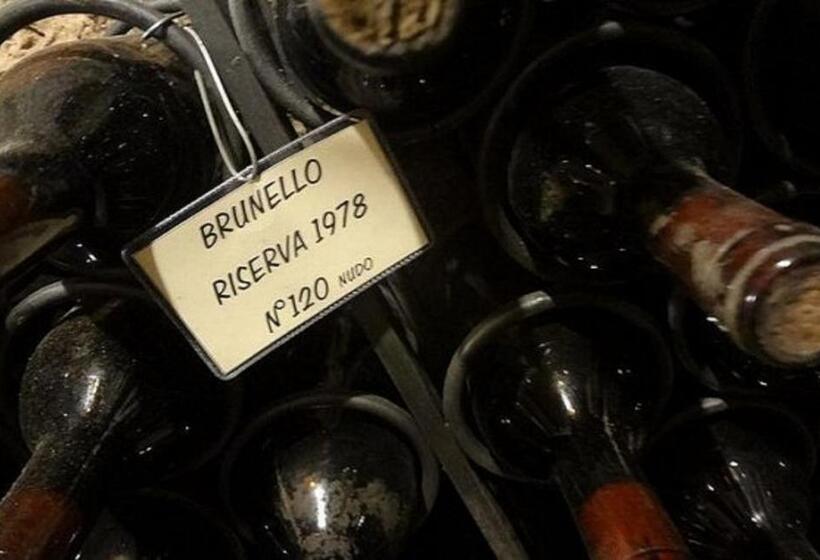 BRUNELLO
RISERVA 1978
N°120 NUDO